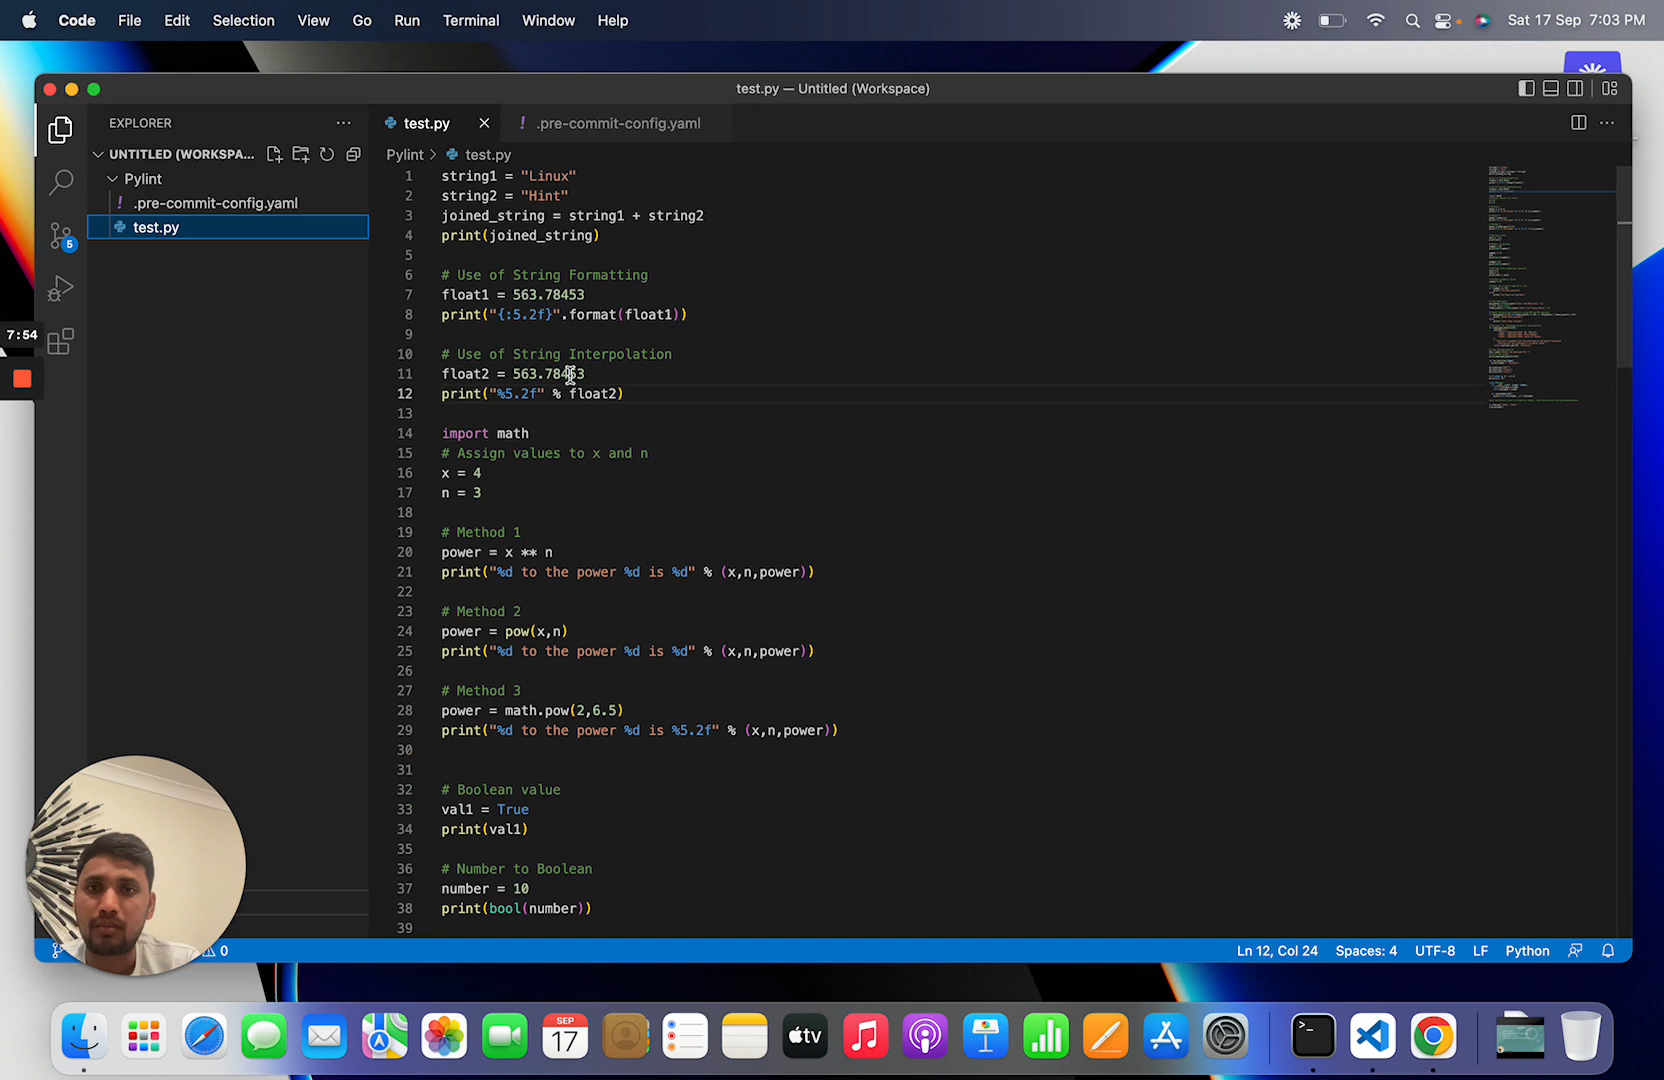 Code File Edit Selection View Go Run Terminal Window Help Sat 17 Sep 7:03 PM
test.py — Untitled (Workspace)
EXPLORER
test.py
! .pre-commit-config.yaml
UNTITLED (WORKSPA...
Pylint > test.py
Pylint
! .pre-commit-config.yaml
test.py
5
7:54
1 string1 = "Linux"
2 string2 = "Hint"
3 joined_string = string1 + string2
4 print(joined_string)
5
6 # Use of String Formatting
7 float1 = 563.78453
8 print("{:5.2f}".format(float1))
9
10 # Use of String Interpolation
11 float2 = 563.78453
12 print("%5.2f" % float2)
13
14 import math
15 # Assign values to x and n
16 x = 4
17 n = 3
18
19 # Method 1
20 power = x ** n
21 print("%d to the power %d is %d" % (x,n,power))
22
23 # Method 2
24 power = pow(x,n)
25 print("%d to the power %d is %d" % (x,n,power))
26
27 # Method 3
28 power = math.pow(2,6.5)
29 print("%d to the power %d is %5.2f" % (x,n,power))
30
31
32 # Boolean value
33 val1 = True
34 print(val1)
35
36 # Number to Boolean
37 number = 10
38 print(bool(number))
39
0 Ln 12, Col 24 Spaces: 4 UTF-8 LF Python
SEP
17
tv